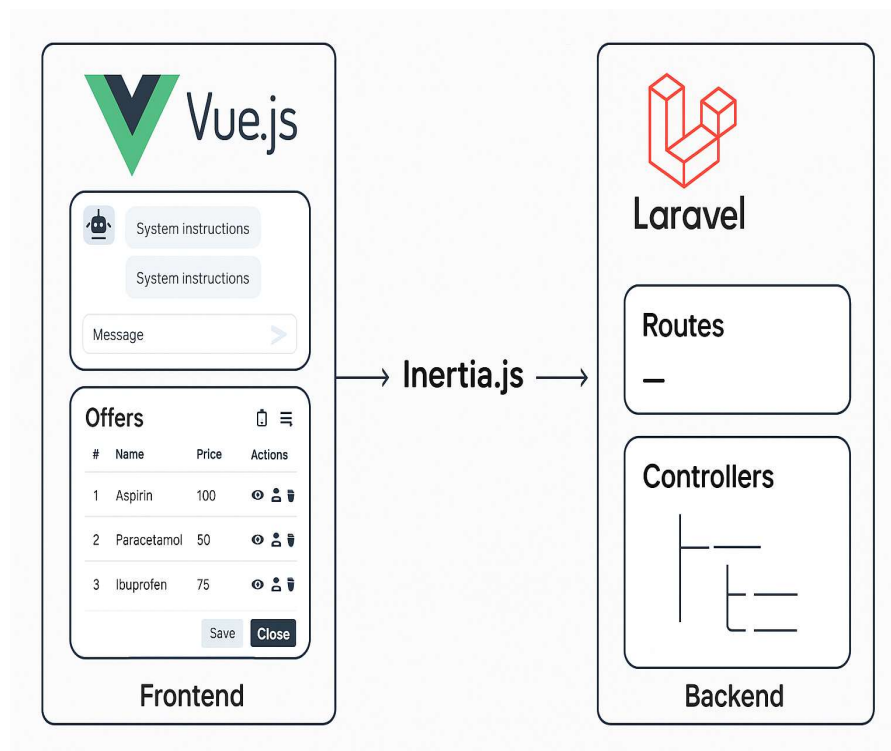 Vue.js
System instructions
System instructions
Message
Offers
# Name Price Actions
1 Aspirin 100
2 Paracetamol 50
3 Ibuprofen 75
Save Close
Frontend
Inertia.js
Laravel
Routes
Controllers
Backend